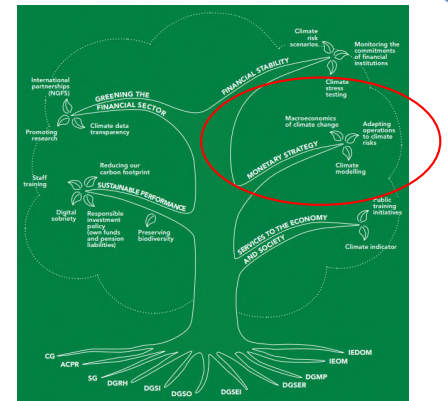 Climate
risk
scenarios
Monitoring the
commitments
of financial
institutions
FINANCIAL STABILITY
Climate
stress
testing
International
partnerships
(NGFS)
GREENING THE
FINANCIAL SECTOR
Promoting
research
Climate data
transparency
Macroeconomics
of climate change
Adapting
operations
to climate
risks
MONETARY STRATEGY
Climate
modelling
Reducing our
carbon footprint
Staff
training
SUSTAINABLE PERFORMANCE
Digital
sobriety
Responsible
investment
policy
(own funds
and pension
liabilities)
Preserving
biodiversity
Public
training
initiatives
SERVICES TO THE ECONOMY
AND SOCIETY
Climate indicator
CG
ACPR
SG
DGRH
DGSI
DGSO
DGSEI
DGSER
DGMP
IEOM
IEDOM